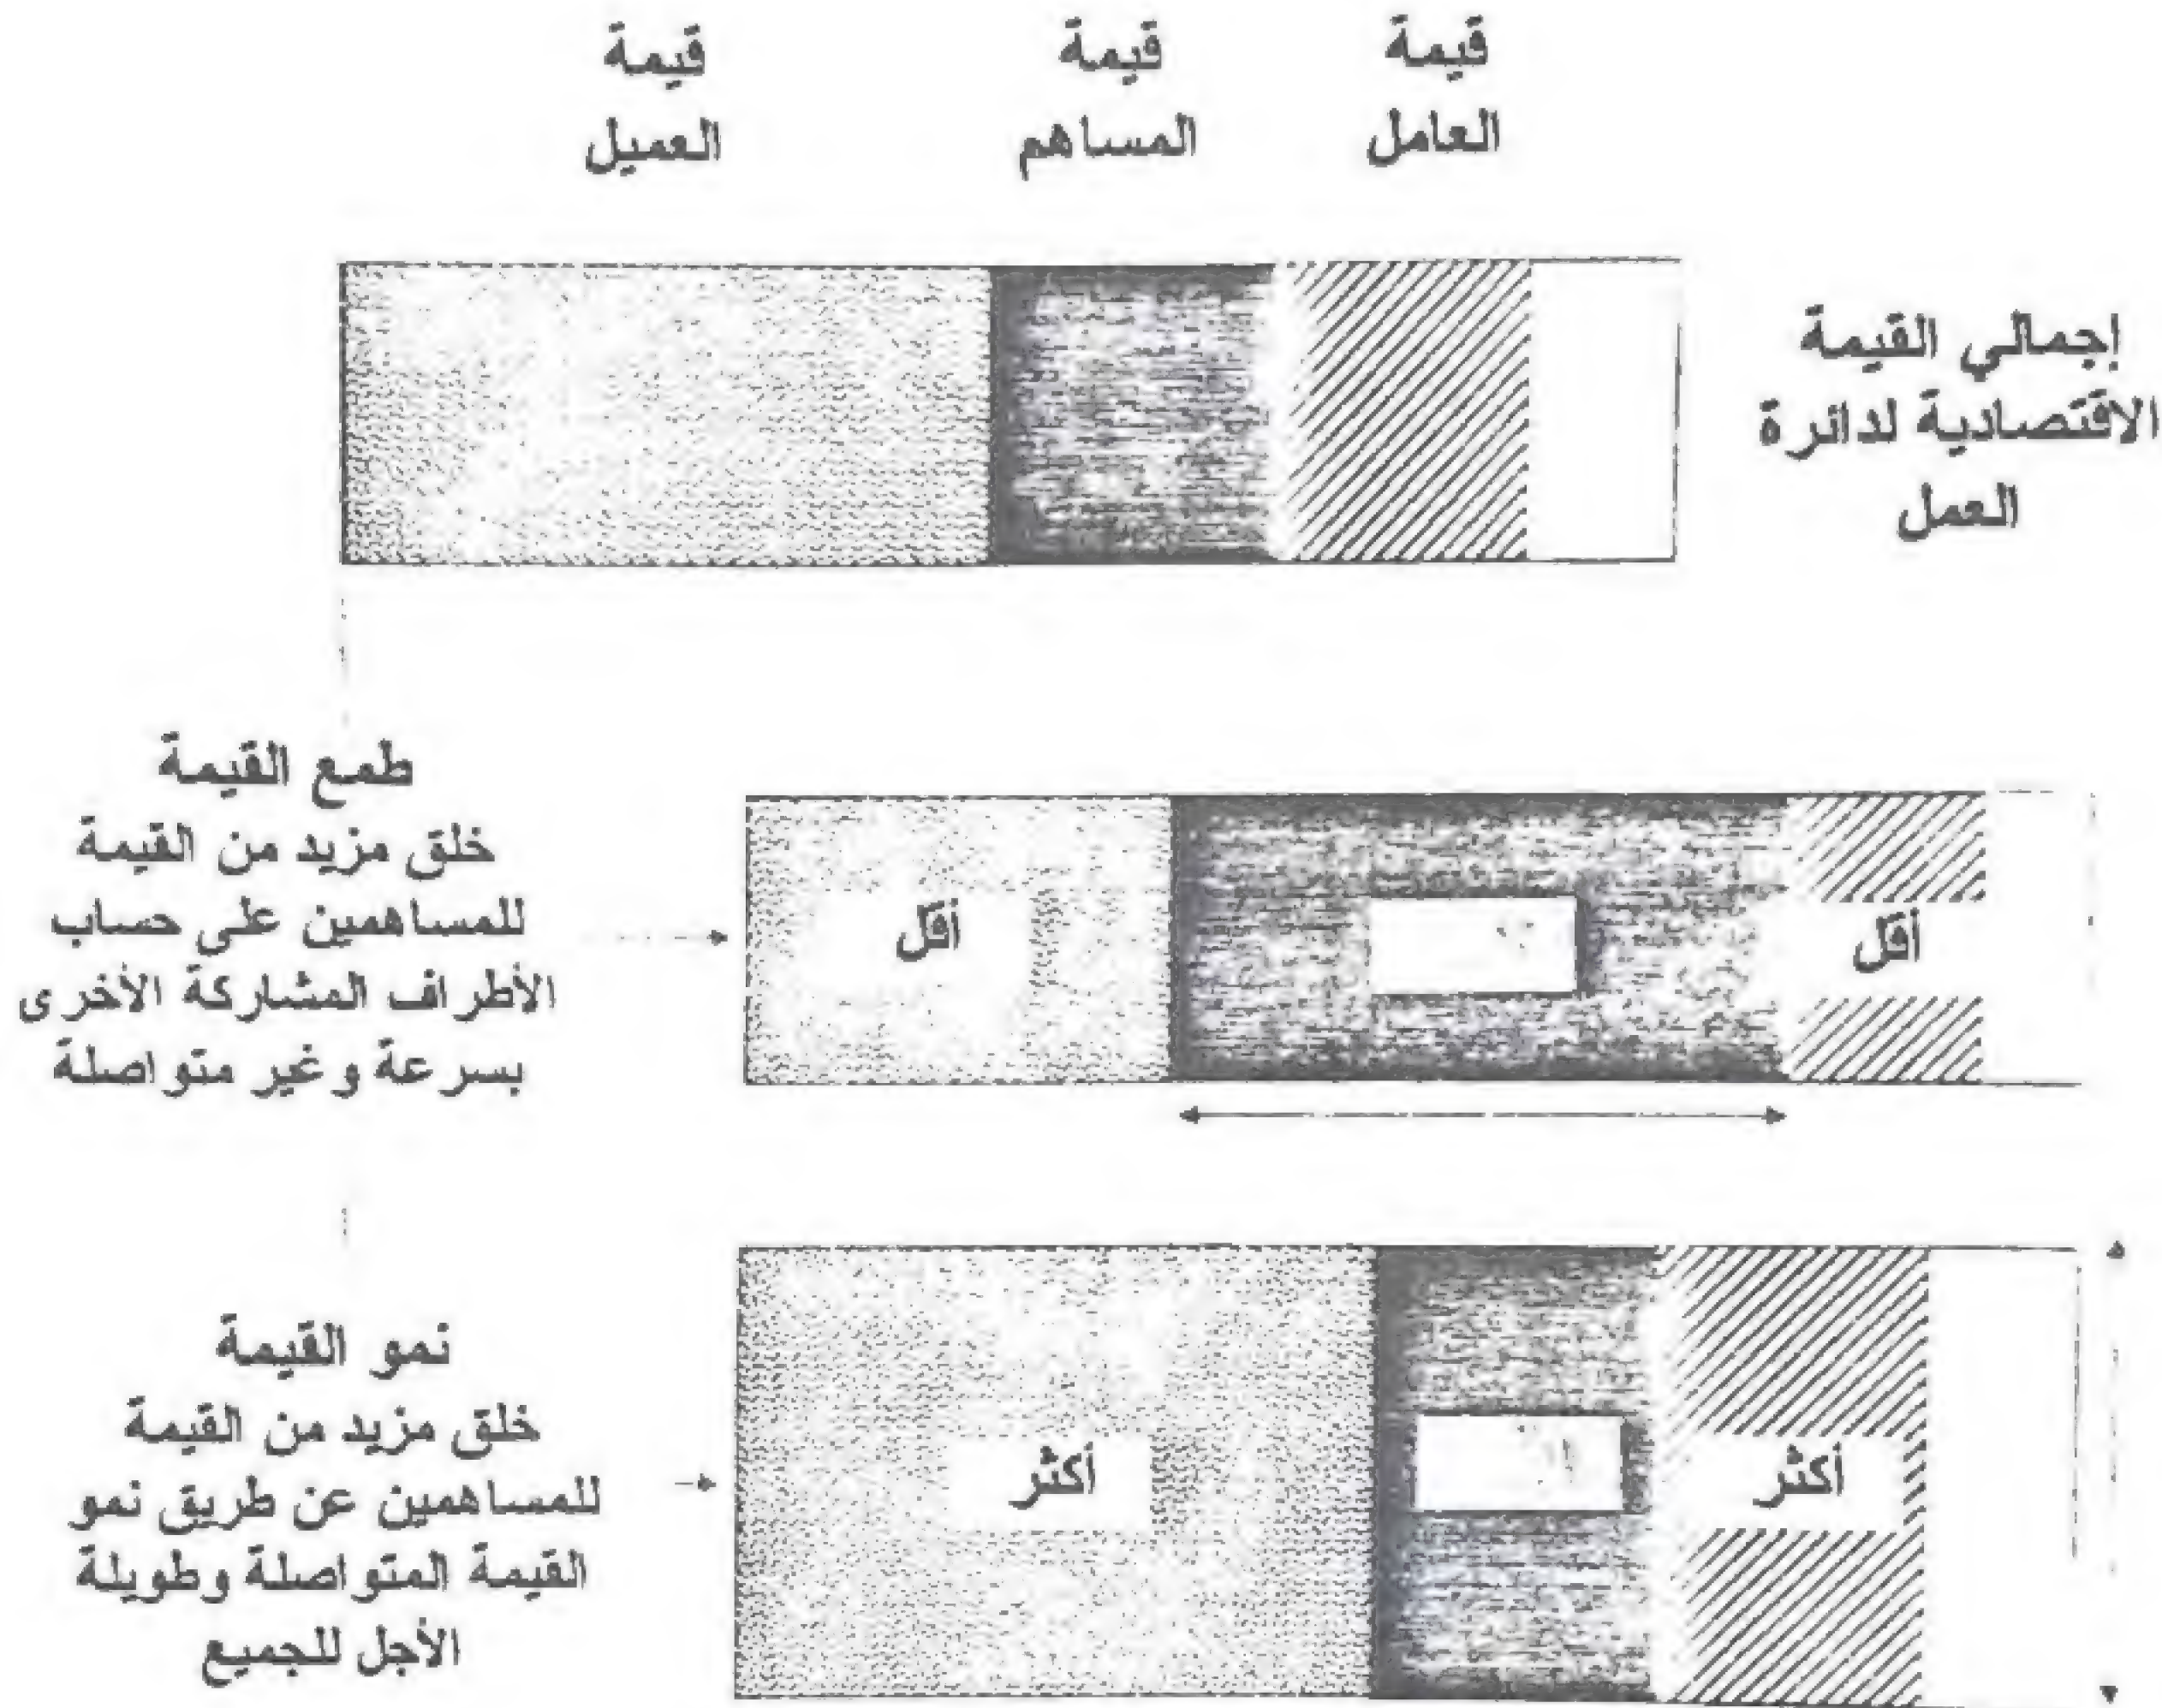 قيمة
العامل
قيمة
المساهم
قيمة
العميل
إجمالي القيمة
الاقتصادية لدائرة
العمل
طمع القيمة
خلق مزيد من القيمة
للمساهمين على حساب
الأطراف المشاركة الأخرى
بسرعة وغير متواصلة
أقل
أقل
نمو القيمة
خلق مزيد من القيمة
للمساهمين عن طريق نمو
القيمة المتواصلة وطويلة
الأجل للجميع
أكثر
أكثر